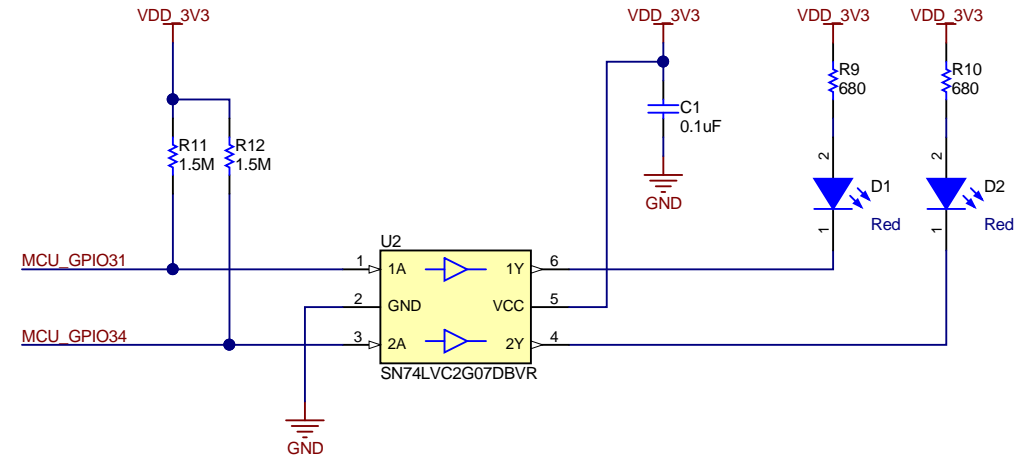 VDD_3V3
VDD_3V3
VDD_3V3
VDD_3V3
R9
680
R10
680
C1
0.1uF
R11
1.5M
R12
1.5M
2
2
D1
D2
GND
Red
Red
1
1
U2
MCU_GPIO31
1
1A
1Y
6
2
GND
VCC
5
MCU_GPIO34
3
2A
2Y
4
SN74LVC2G07DBVR
GND